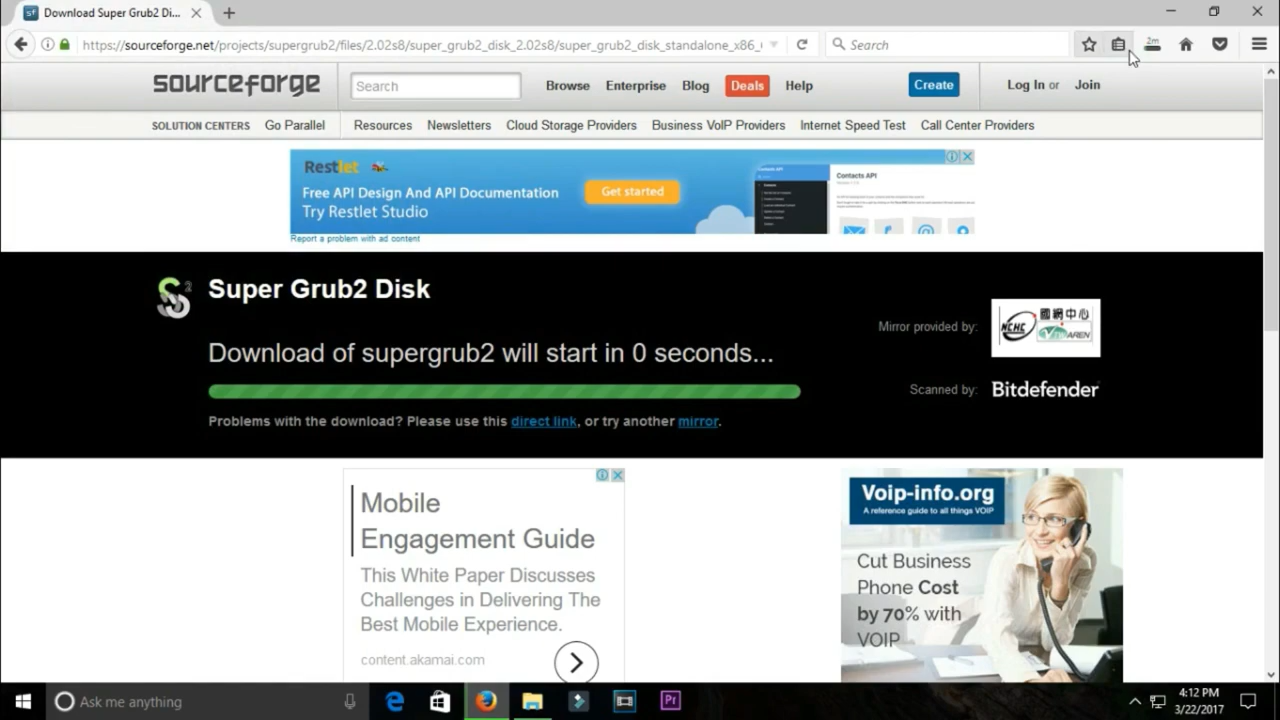 Download Super Grub2 Di...
https://sourceforge.net/projects/supergrub2/files/2.02s8/super_grub2_disk_2.02s8/super_grub2_disk_standalone_x86_
Search
2m
sourceforge
Search
Browse
Enterprise
Blog
Deals
Help
Create
Log In or Join
SOLUTION CENTERS
Go Parallel
Resources
Newsletters
Cloud Storage Providers
Business VoIP Providers
Internet Speed Test
Call Center Providers
Restlet
Free API Design And API Documentation
Try Restlet Studio
Get started
Contacts API
Report a problem with ad content
Super Grub2 Disk
Download of supergrub2 will start in 0 seconds...
Problems with the download? Please use this direct link, or try another mirror.
Mirror provided by:
NCHC
國網中心
Scanned by:
Bitdefender
Mobile
Engagement Guide
This White Paper Discusses
Challenges in Delivering The
Best Mobile Experience.
content.akamai.com
Voip-info.org
A reference guide to all things VOIP
Cut Business
Phone Cost
by 70% with
VOIP
Ask me anything
Pr
4:12 PM
3/22/2017